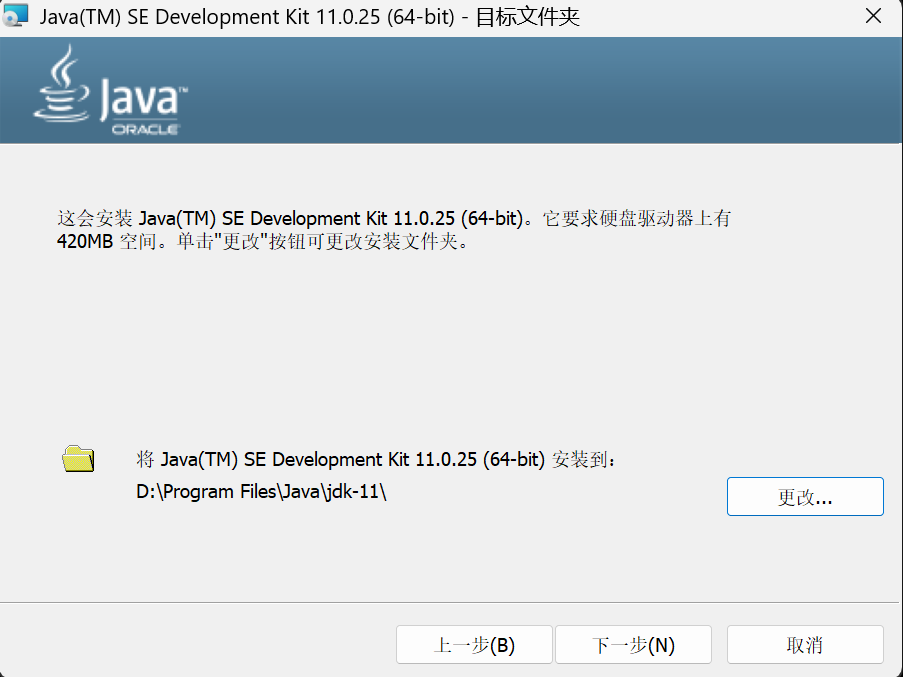 Java(TM) SE Development Kit 11.0.25 (64-bit) - 目标文件夹
Java™
ORACLE
这会安装 Java(TM) SE Development Kit 11.0.25 (64-bit)。它要求硬盘驱动器上有
420MB 空间。单击"更改"按钮可更改安装文件夹。
将 Java(TM) SE Development Kit 11.0.25 (64-bit) 安装到：
D:\Program Files\Java\jdk-11\
更改...
上一步(B)
下一步(N)
取消